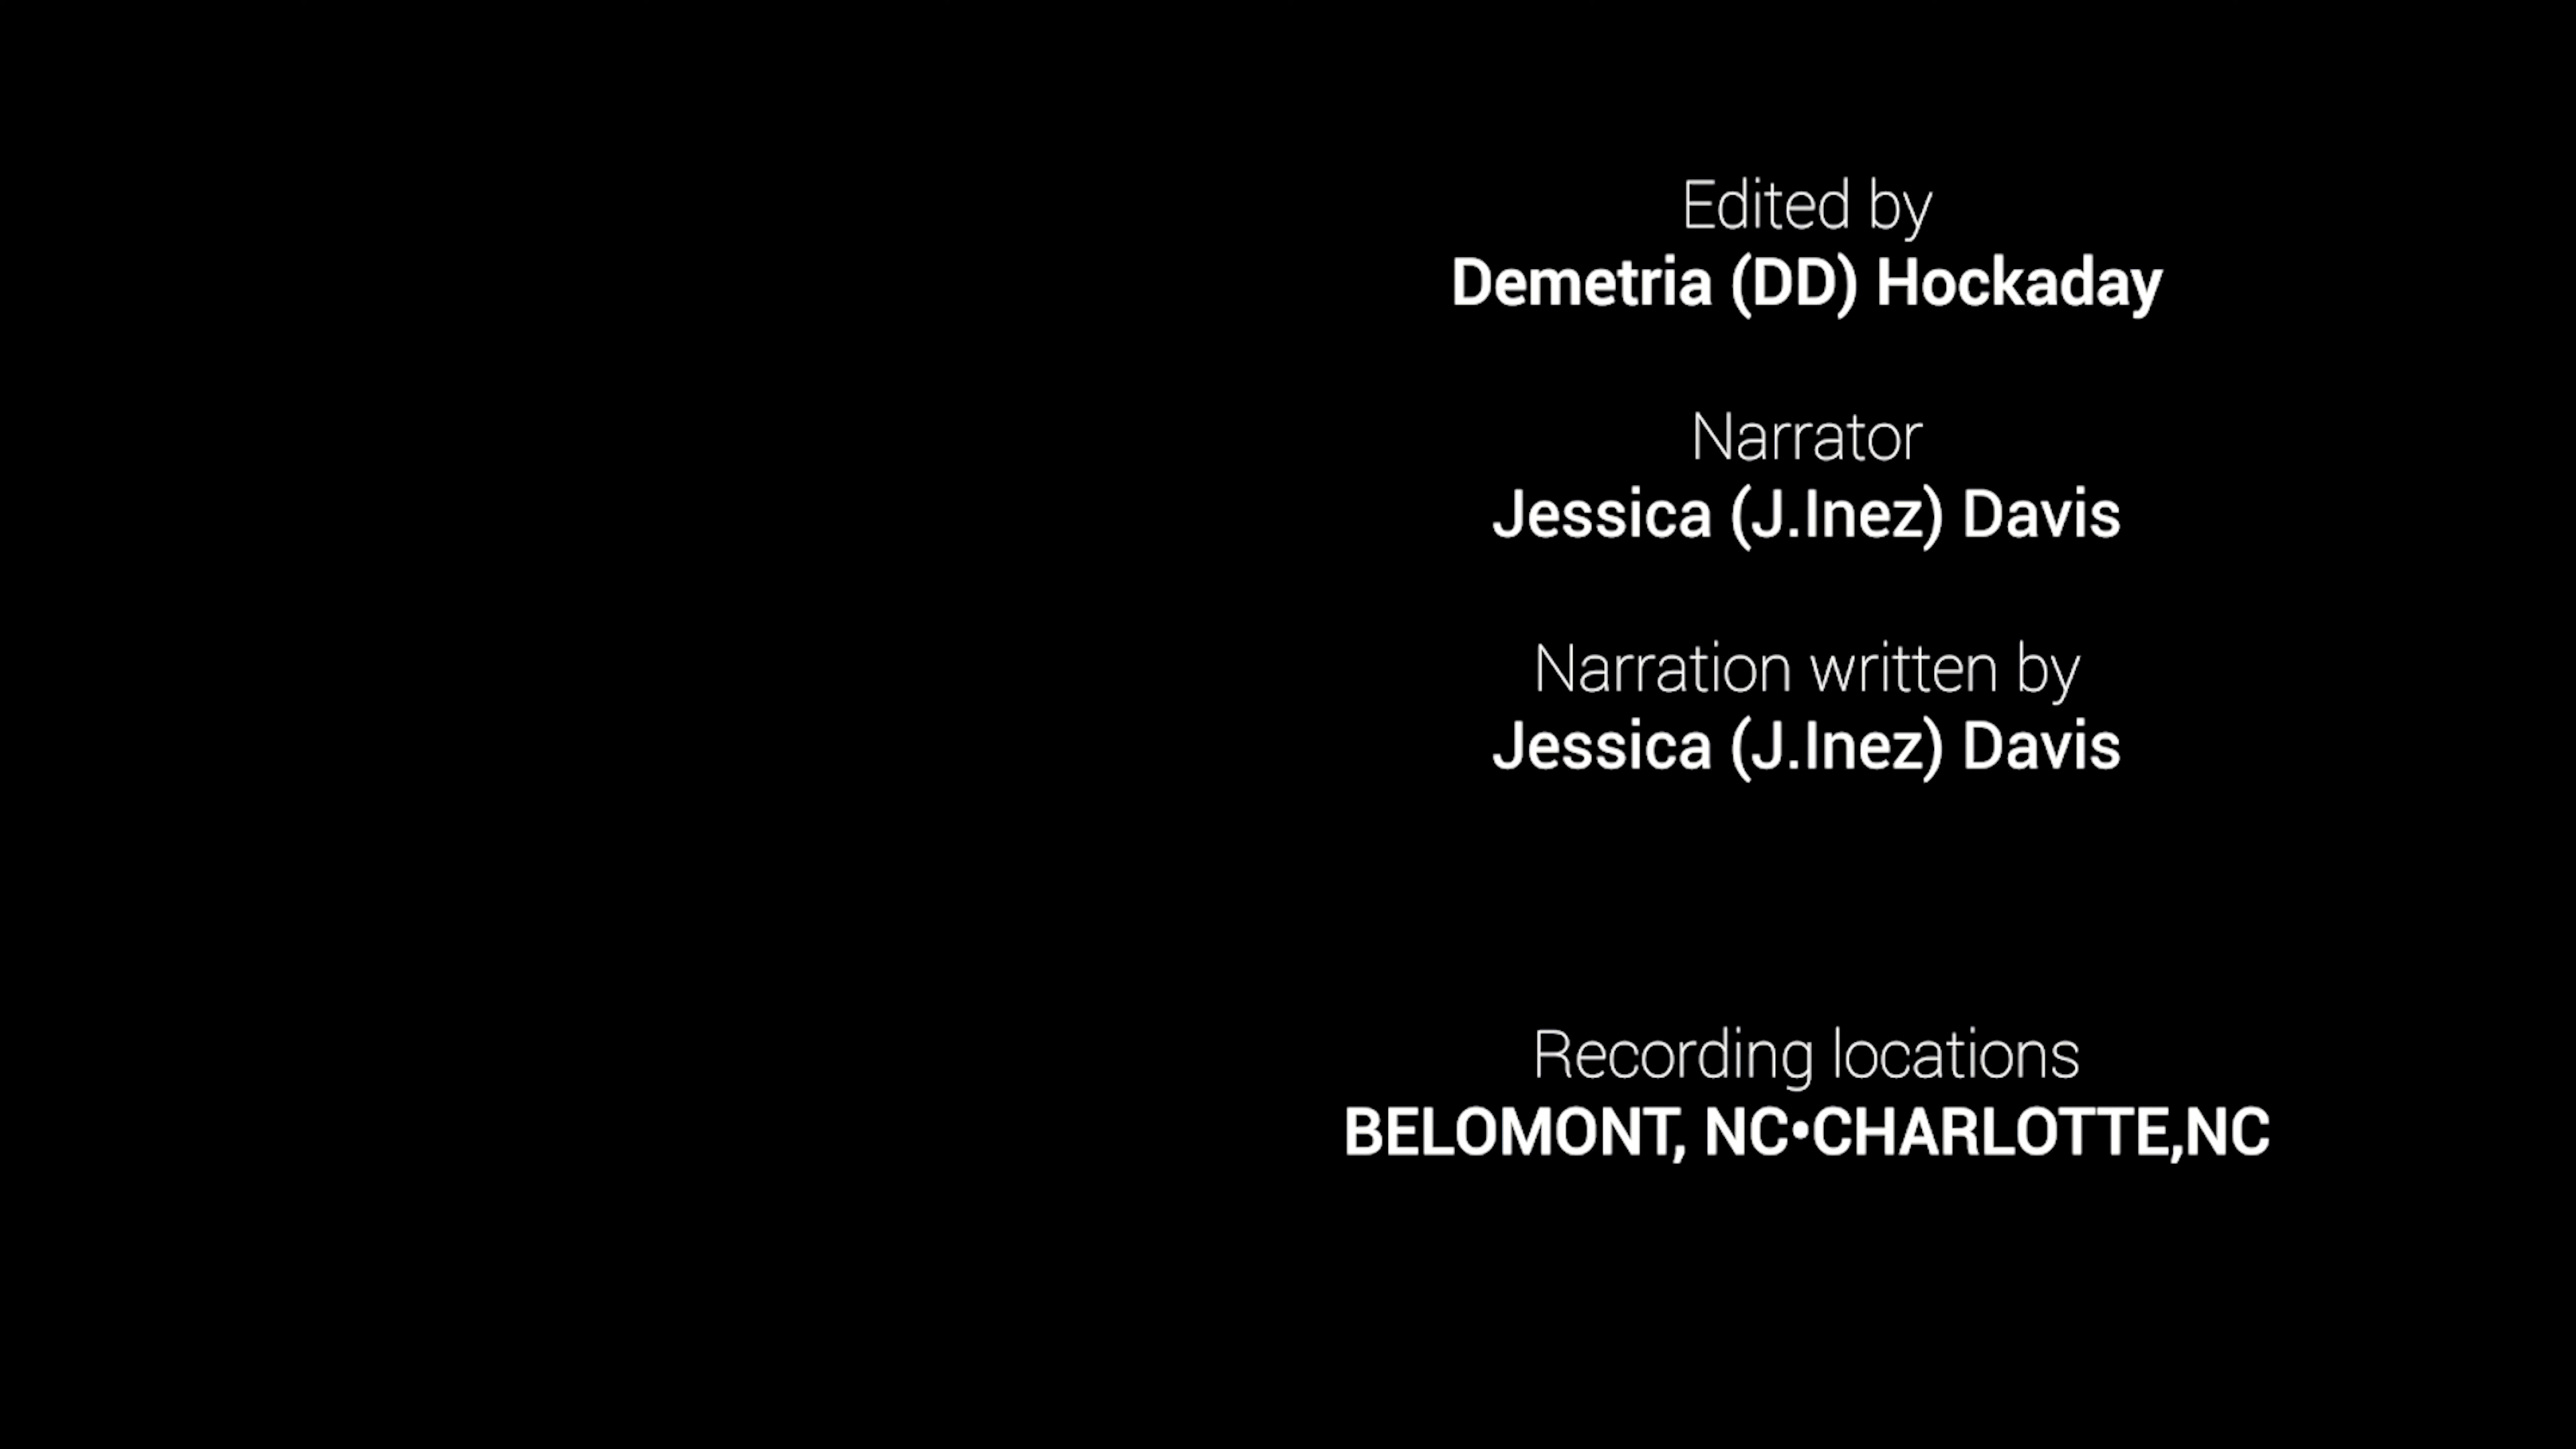 Edited by
Demetria (DD) Hockaday
Narrator
Jessica (J.Inez) Davis
Narration written by
Jessica (J.Inez) Davis
Recording locations
BELOMONT, NC•CHARLOTTE,NC